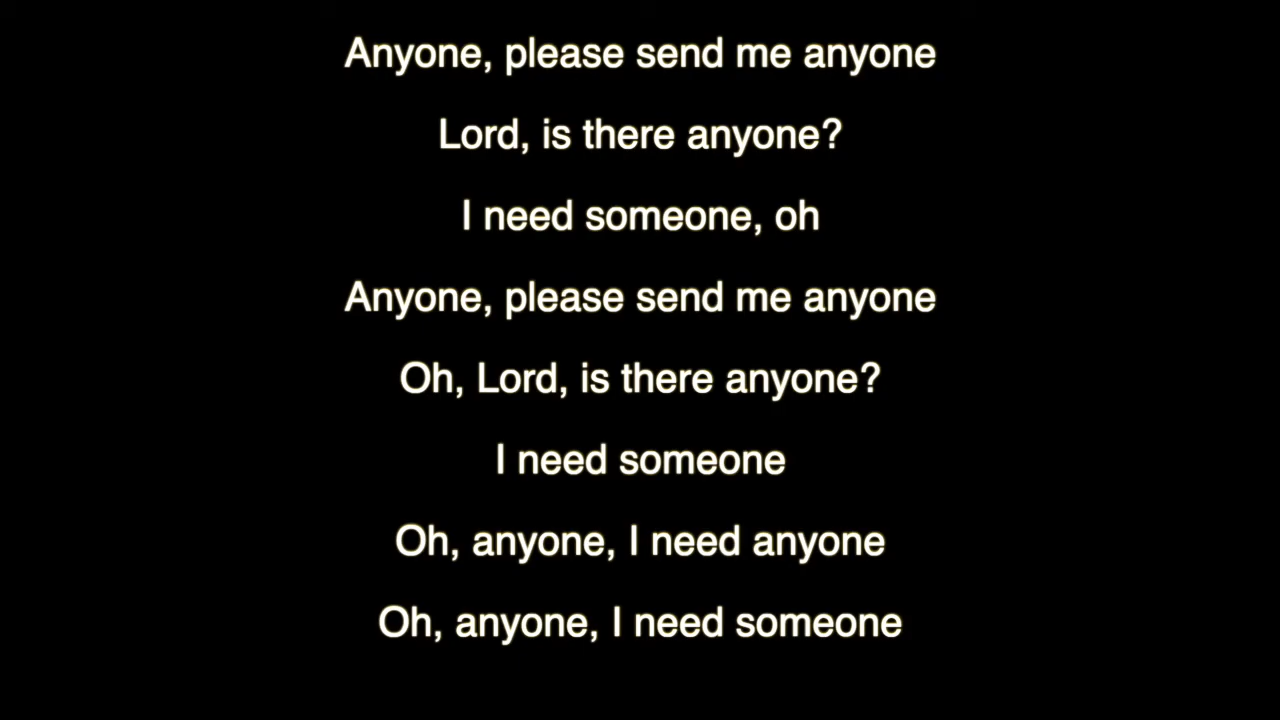 Anyone, please send me anyone
Lord, is there anyone?
I need someone, oh
Anyone, please send me anyone
Oh, Lord, is there anyone?
I need someone
Oh, anyone, I need anyone
Oh, anyone, I need someone